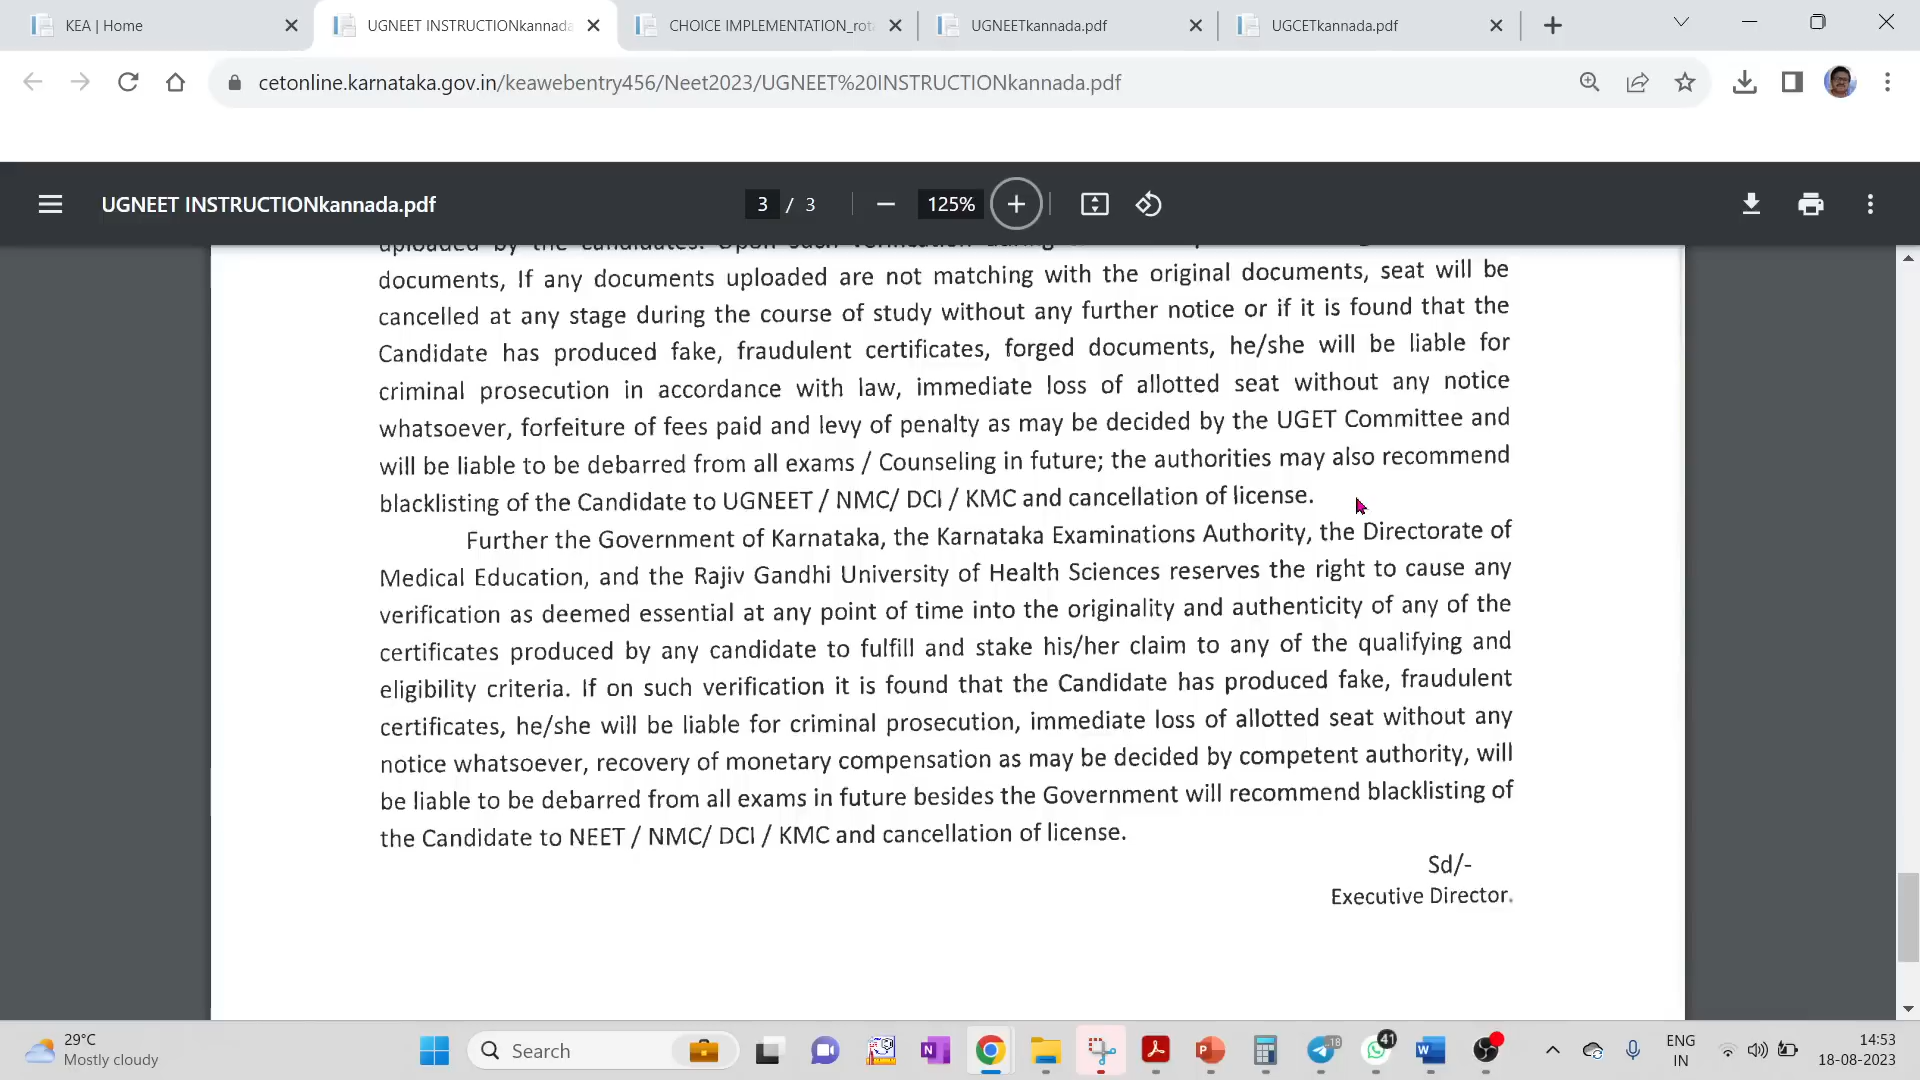 KEA | Home
UGNEET INSTRUCTIONkannada
CHOICE IMPLEMENTATION_rot
UGNEETkannada.pdf
UGCETkannada.pdf
cetonline.karnataka.gov.in/keawebentry456/Neet2023/UGNEET%20INSTRUCTIONkannada.pdf
UGNEET INSTRUCTIONkannada.pdf
3 / 3
125%
uploaded by the candidates.
documents, If any documents uploaded are not matching with the original documents, seat will be
cancelled at any stage during the course of study without any further notice or if it is found that the
Candidate has produced fake, fraudulent certificates, forged documents, he/she will be liable for
criminal prosecution in accordance with law, immediate loss of allotted seat without any notice
whatsoever, forfeiture of fees paid and levy of penalty as may be decided by the UGET Committee and
will be liable to be debarred from all exams / Counseling in future; the authorities may also recommend
blacklisting of the Candidate to UGNEET / NMC/ DCI / KMC and cancellation of license.
Further the Government of Karnataka, the Karnataka Examinations Authority, the Directorate of
Medical Education, and the Rajiv Gandhi University of Health Sciences reserves the right to cause any
verification as deemed essential at any point of time into the originality and authenticity of any of the
certificates produced by any candidate to fulfill and stake his/her claim to any of the qualifying and
eligibility criteria. If on such verification it is found that the Candidate has produced fake, fraudulent
certificates, he/she will be liable for criminal prosecution, immediate loss of allotted seat without any
notice whatsoever, recovery of monetary compensation as may be decided by competent authority, will
be liable to be debarred from all exams in future besides the Government will recommend blacklisting of
the Candidate to NEET / NMC/ DCI / KMC and cancellation of license.
Sd/-
Executive Director.
29°C
Mostly cloudy
Search
18
41
ENG
IN
14:53
18-08-2023